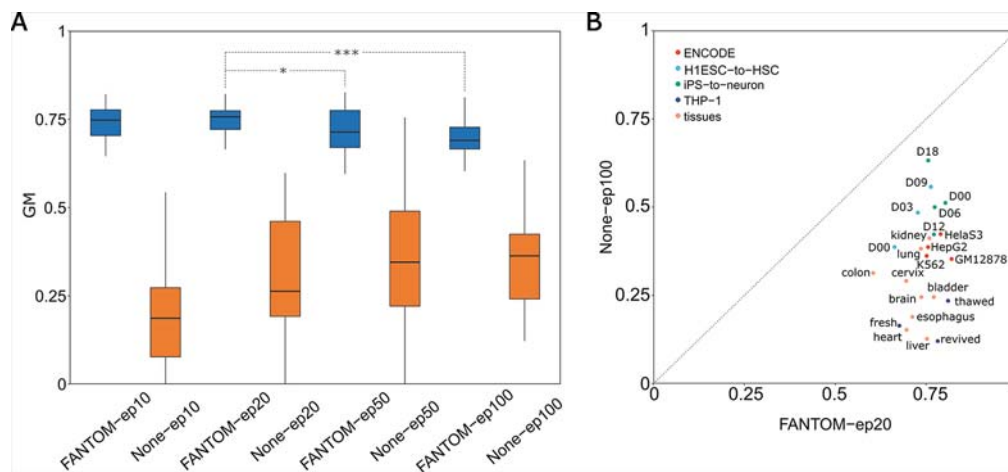 A
1
0.75
0.5
0.25
0
GM
***
*
FANTOM-ep10
None-ep10
FANTOM-ep20
None-ep20
FANTOM-ep50
None-ep50
FANTOM-ep100
None-ep100
B
1
0.75
0.5
0.25
0
None-ep100
ENCODE
H1ESC-to-HSC
iPS-to-neuron
THP-1
tissues
D18
D09
D00
D03
D06
D12
kidney
HelaS3
D00
lung
HepG2
K562
GM12878
colon
cervix
bladder
brain
thawed
esophagus
fresh
heart
liver
revived
0
0.25
0.5
0.75
FANTOM-ep20